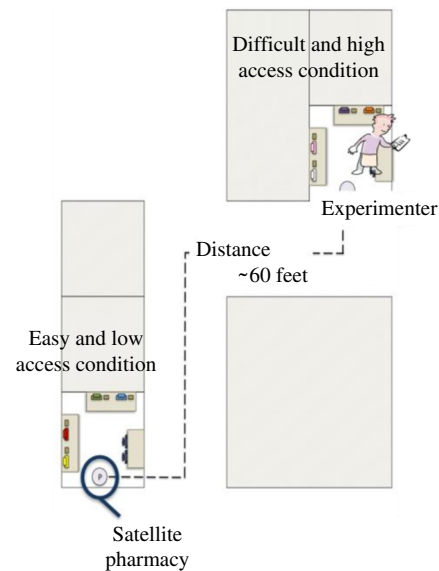 Difficult and high
access condition
Experimenter
Distance
~60 feet
Easy and low
access condition
P
Satellite
pharmacy